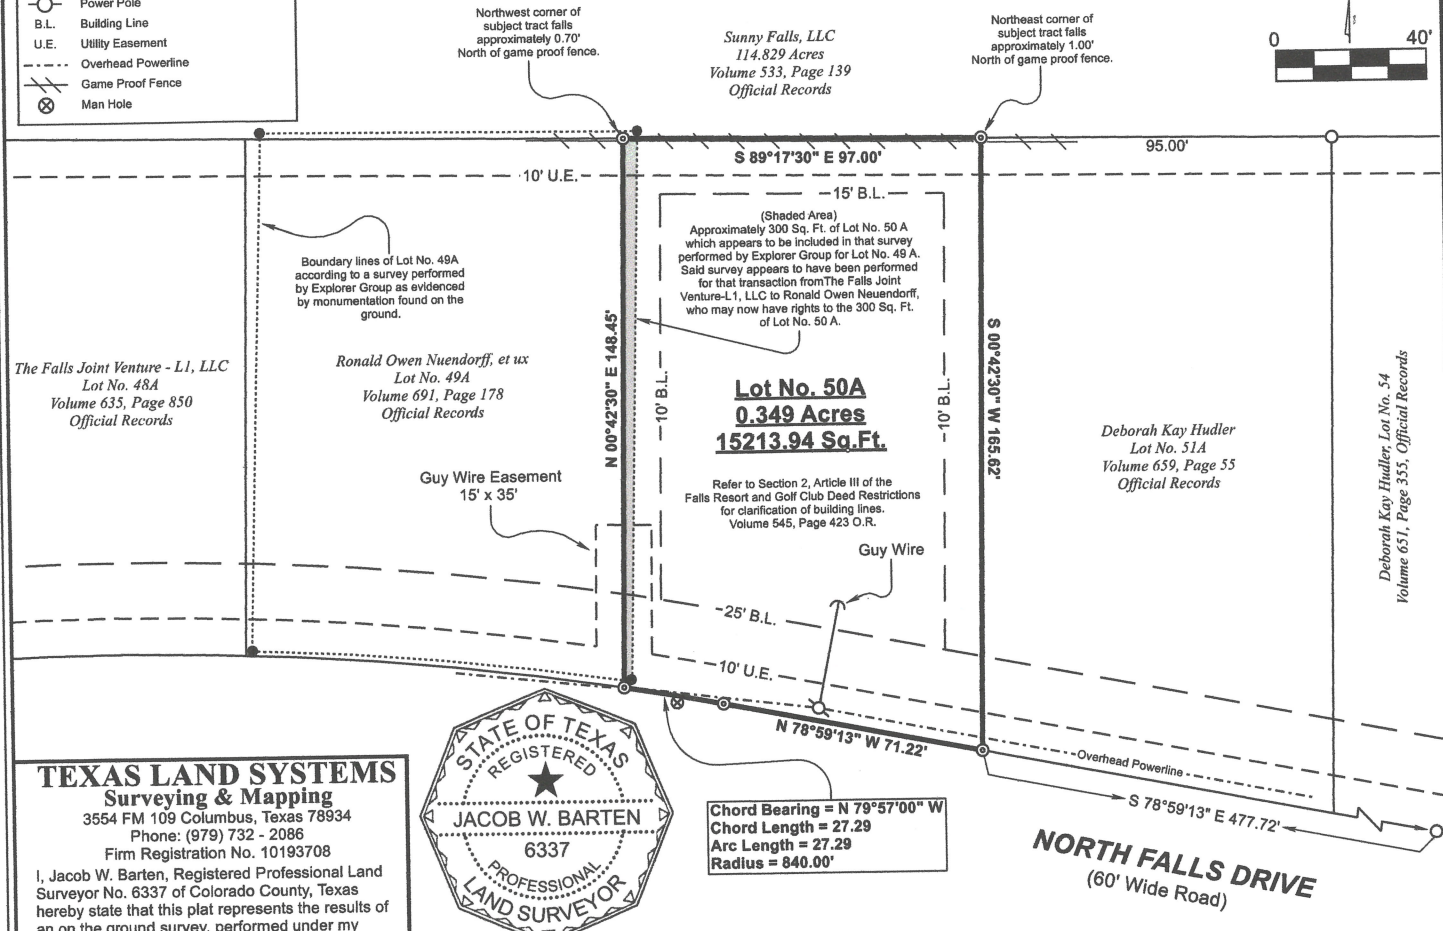 Power Pole
B.L. Building Line
U.E. Utility Easement
Overhead Powerline
Game Proof Fence
Man Hole
Northwest corner of
subject tract falls
approximately 0.70'
North of game proof fence.
Sunny Falls, LLC
114.829 Acres
Volume 533, Page 139
Official Records
Northeast corner of
subject tract falls
approximately 1.00'
North of game proof fence.
0 40'
S 89°17'30" E 97.00'
95.00'
10' U.E.
15' B.L.
Boundary lines of Lot No. 49A
according to a survey performed
by Explorer Group as evidenced
by monumentation found on the
ground.
(Shaded Area)
Approximately 300 Sq. Ft. of Lot No. 50 A
which appears to be included in that survey
performed by Explorer Group for Lot No. 49 A.
Said survey appears to have been performed
for that transaction fromThe Falls Joint
Venture-L1, LLC to Ronald Owen Neuendorff,
who may now have rights to the 300 Sq. Ft.
of Lot No. 50 A.
The Falls Joint Venture - L1, LLC
Lot No. 48A
Volume 635, Page 850
Official Records
Ronald Owen Nuendorff, et ux
Lot No. 49A
Volume 691, Page 178
Official Records
N 00°42'30" E 148.45'
10' B.L.
Lot No. 50A
0.349 Acres
15213.94 Sq.Ft.
10' B.L.
S 00°42'30" W 165.62'
Deborah Kay Hudler
Lot No. 51A
Volume 659, Page 55
Official Records
Deborah Kay Hudler, Lot No. 54
Volume 651, Page 355, Official Records
Guy Wire Easement
15' x 35'
Refer to Section 2, Article III of the
Falls Resort and Golf Club Deed Restrictions
for clarification of building lines.
Volume 545, Page 423 O.R.
Guy Wire
25' B.L.
10' U.E.
N 78°59'13" W 71.22'
Overhead Powerline
S 78°59'13" E 477.72'
Chord Bearing = N 79°57'00" W
Chord Length = 27.29
Arc Length = 27.29
Radius = 840.00'
NORTH FALLS DRIVE
(60' Wide Road)
STATE OF TEXAS
REGISTERED
JACOB W. BARTEN
6337
PROFESSIONAL
LAND SURVEYOR
TEXAS LAND SYSTEMS
Surveying & Mapping
3554 FM 109 Columbus, Texas 78934
Phone: (979) 732 - 2086
Firm Registration No. 10193708
I, Jacob W. Barten, Registered Professional Land
Surveyor No. 6337 of Colorado County, Texas
hereby state that this plat represents the results of
an on the ground survey, performed under my